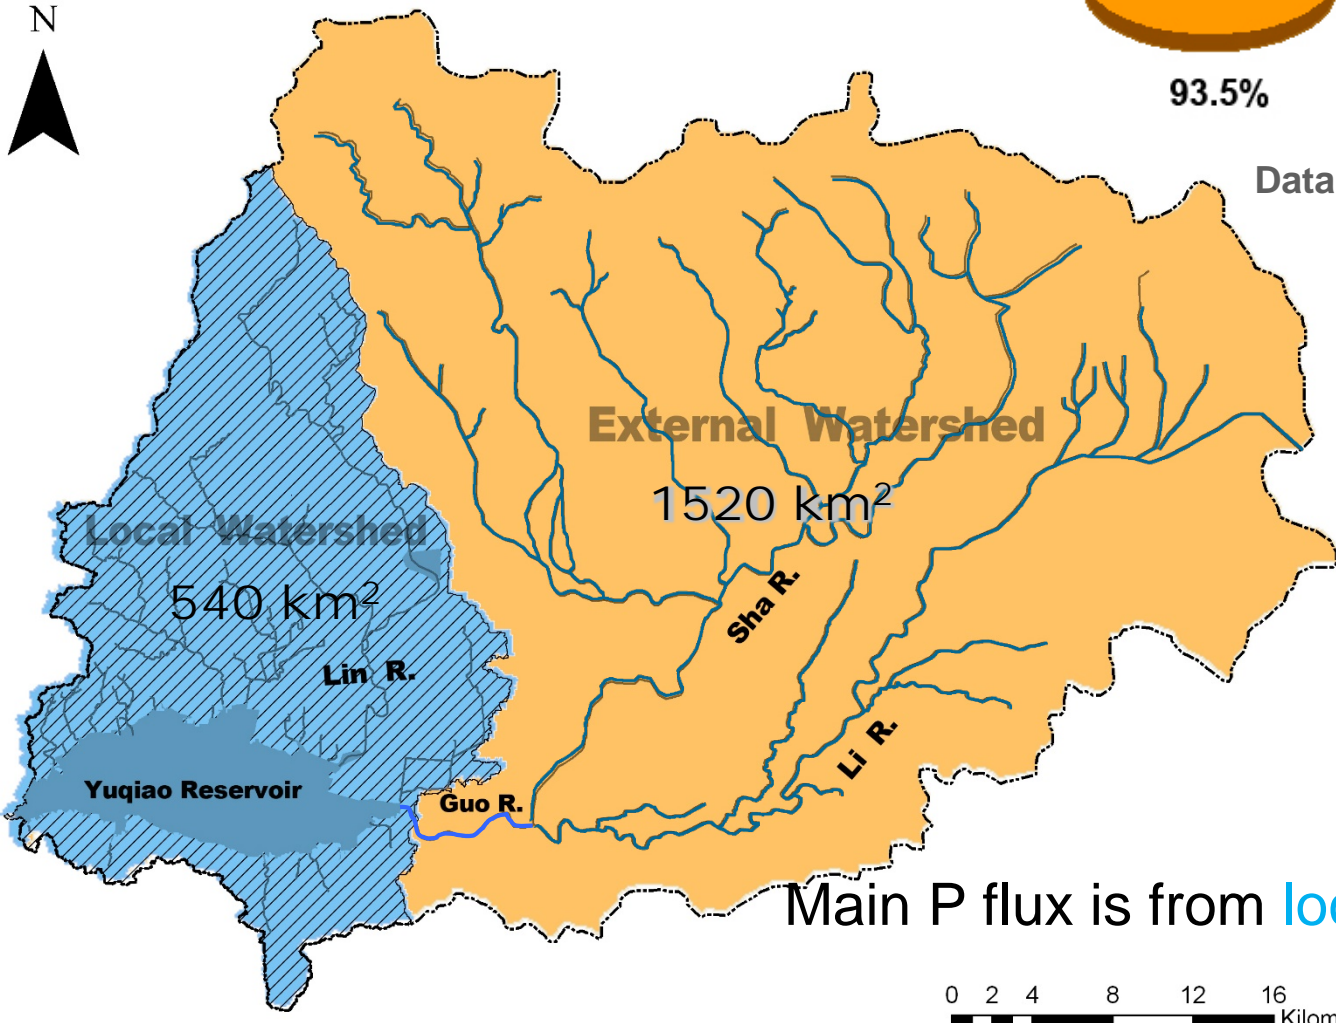 N
93.5%
Data
External Watershed
1520 km²
Local Watershed
540 km²
Sha R.
Lin R.
Li R.
Yuqiao Reservoir
Guo R.
Main P flux is from
0 2 4 8 12 16